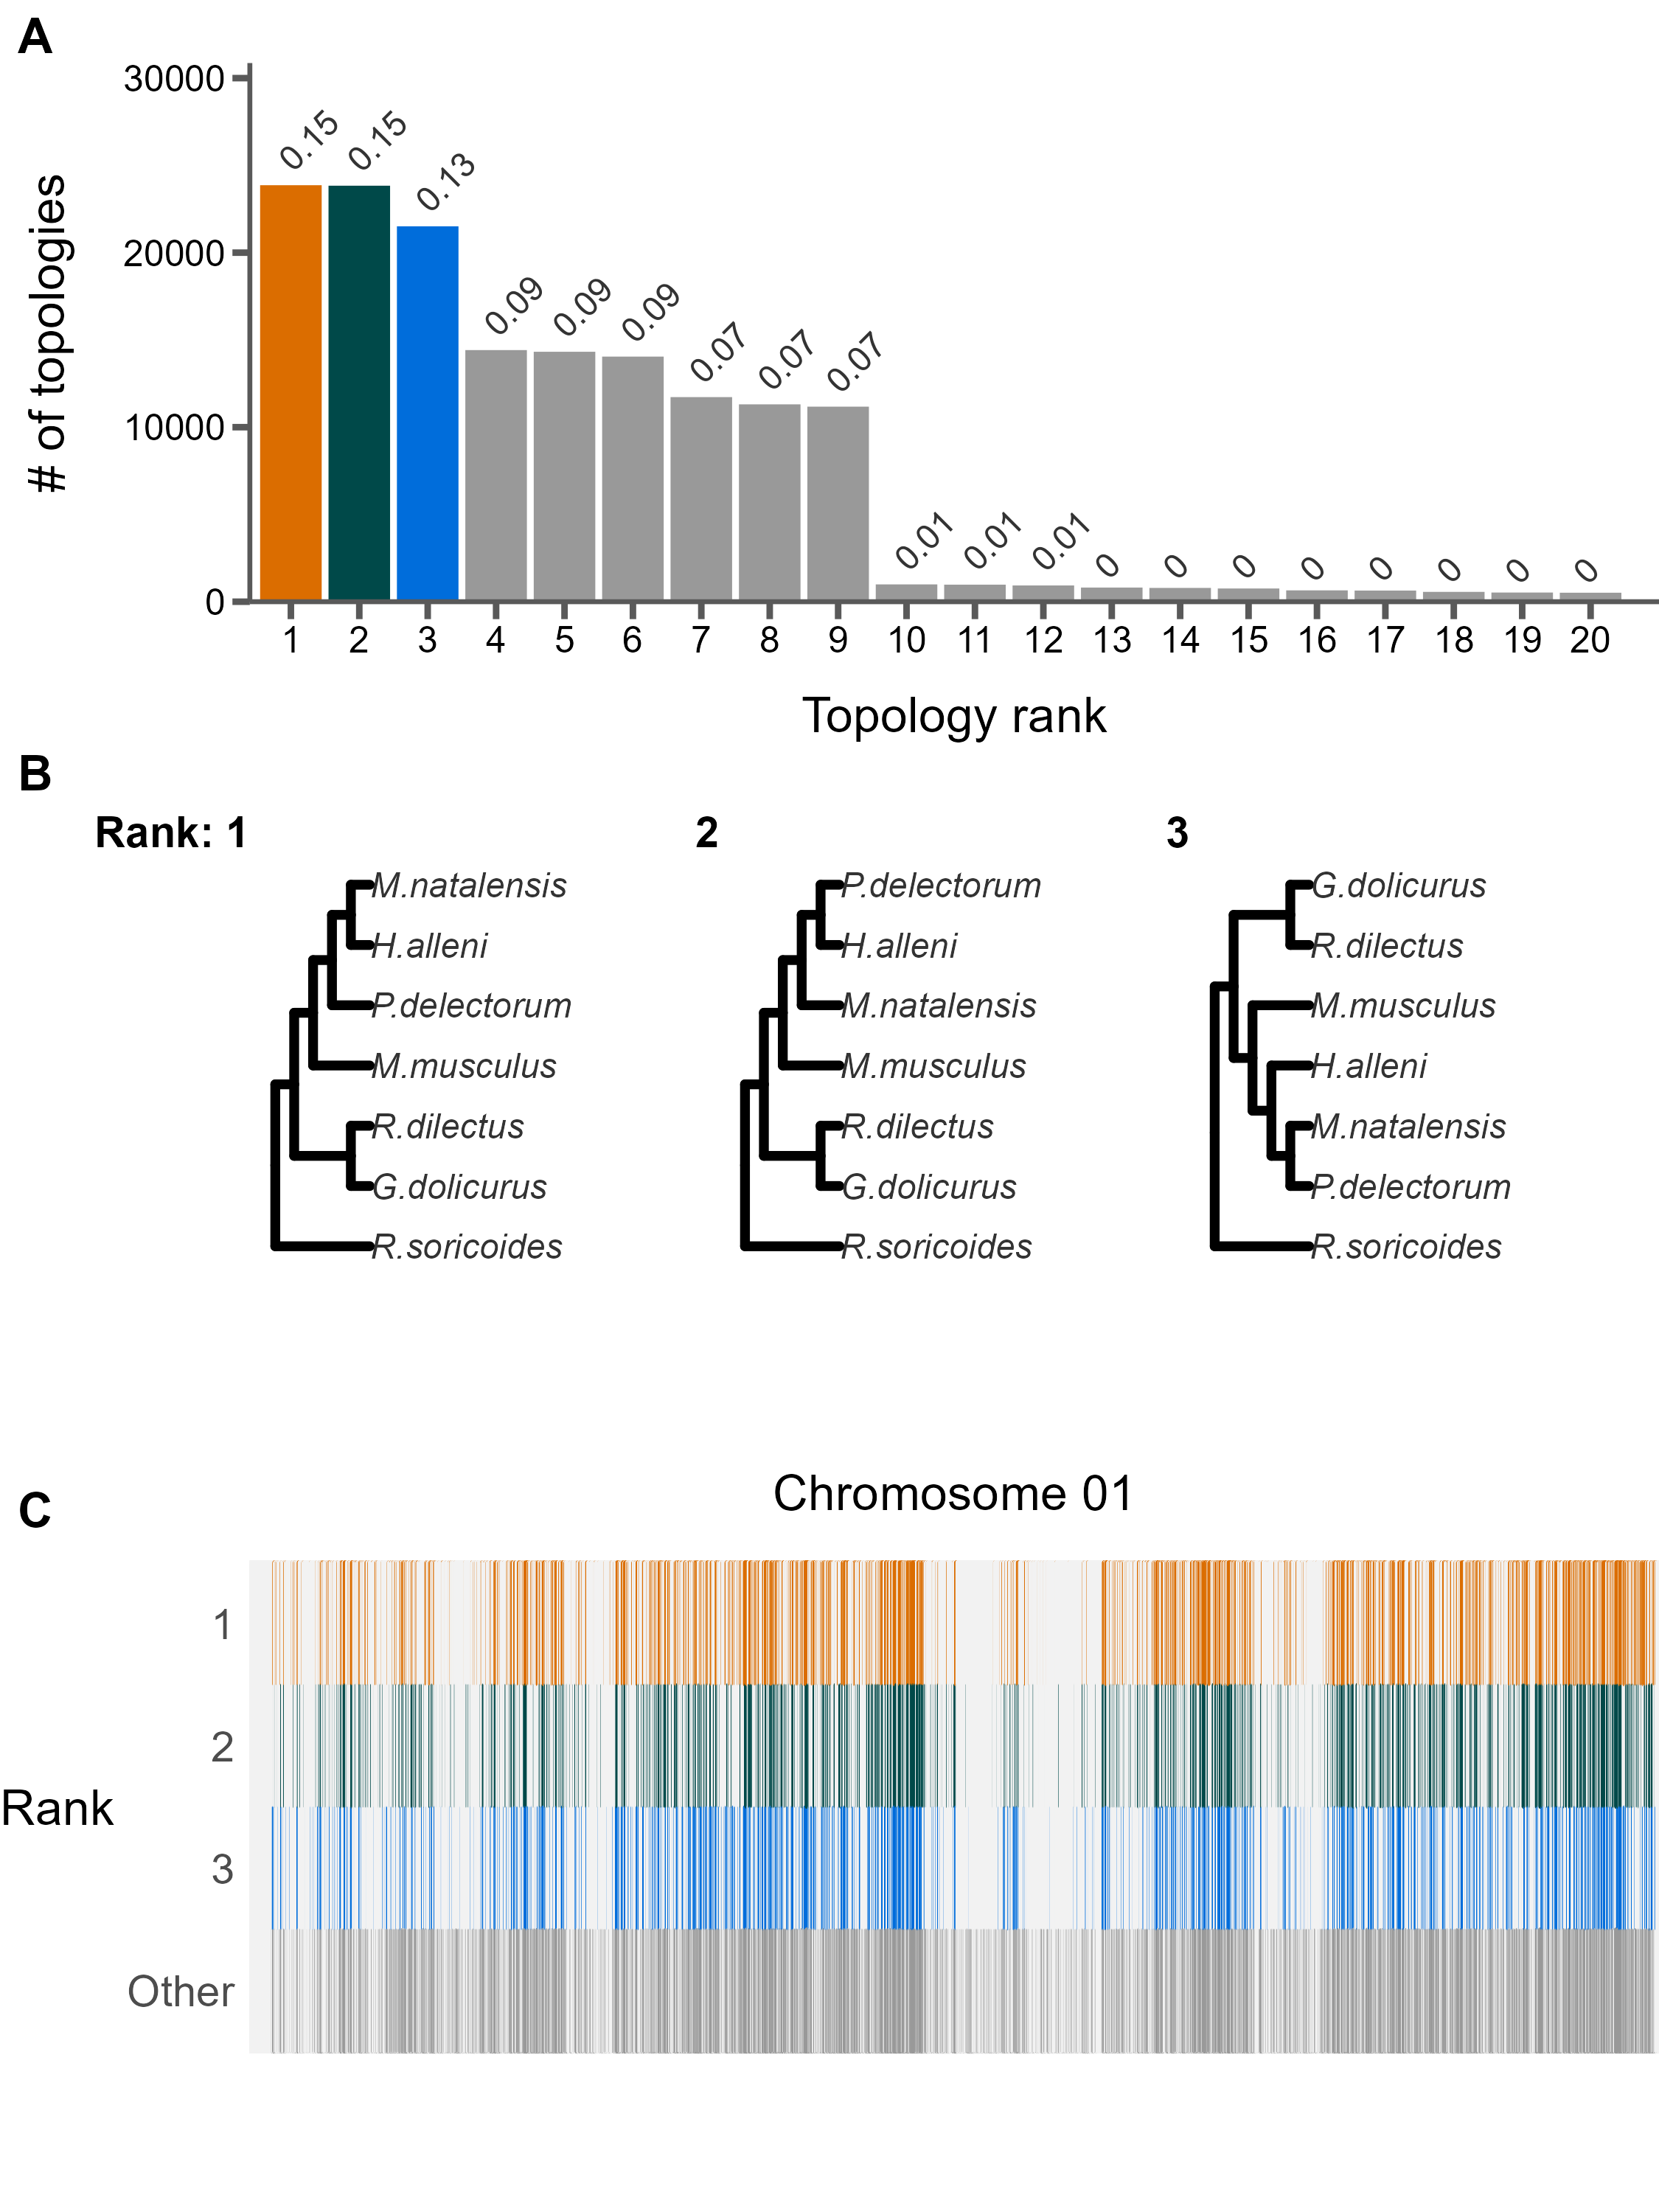 A
30000
20000
10000
0
# of topologies
0.15
0.15
0.13
0.09
0.09
0.09
0.07
0.07
0.07
0.01
0.01
0.01
0
0
0
0
0
0
0
0
1 2 3 4 5 6 7 8 9 10 11 12 13 14 15 16 17 18 19 20
Topology rank
B
Rank: 1
M.natalensis
H.alleni
P.delectorum
M.musculus
R.dilectus
G.dolicurus
R.soricoides
2
P.delectorum
H.alleni
M.natalensis
M.musculus
R.dilectus
G.dolicurus
R.soricoides
3
G.dolicurus
R.dilectus
M.musculus
H.alleni
M.natalensis
P.delectorum
R.soricoides
C
Chromosome 01
Rank
1
2
3
Other